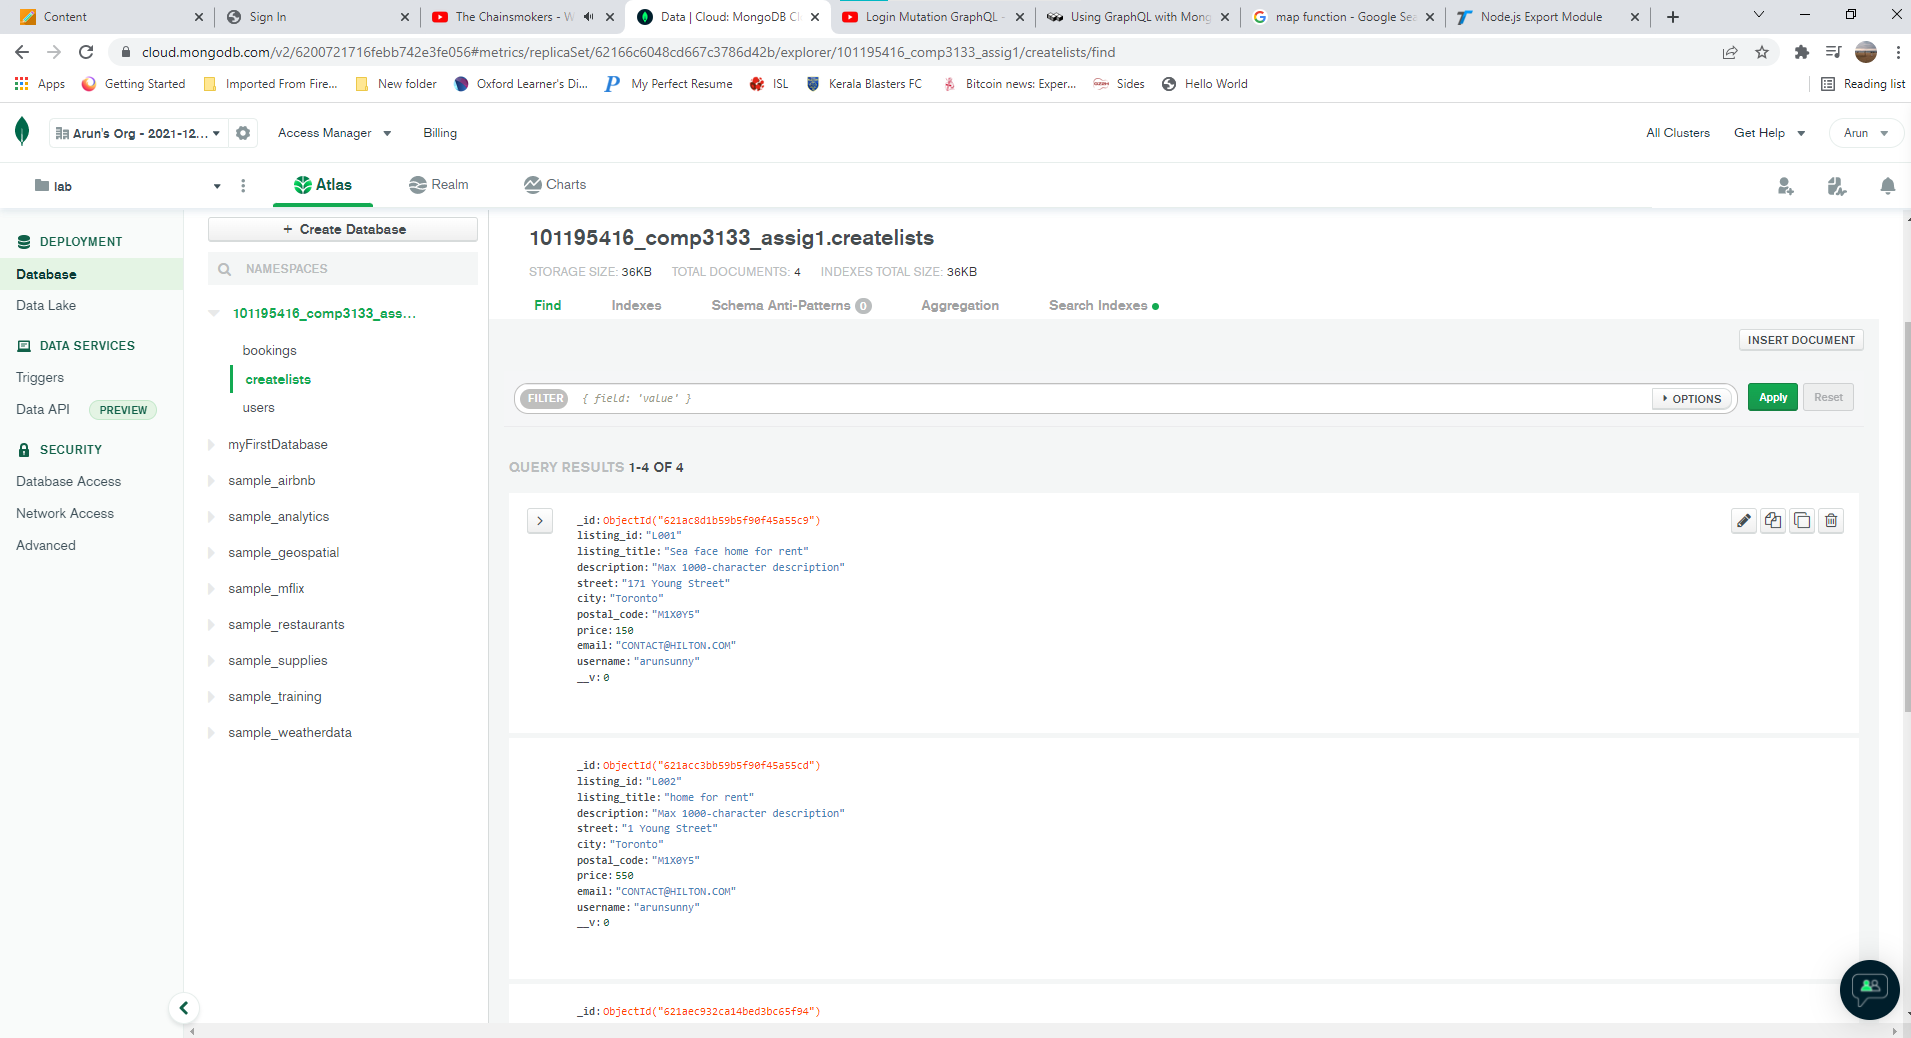 Content
Sign In
The Chainsmokers - W
Data | Cloud: MongoDB Cl
Login Mutation GraphQL -
Using GraphQL with Mong
map function - Google Sea
Node.js Export Module
cloud.mongodb.com/v2/6200721716febb742e3fe056#metrics/replicaSet/62166c6048cd667c3786d42b/explorer/101195416_comp3133_assig1/createlists/find
Apps
Getting Started
Imported From Fire...
New folder
Oxford Learner's Di...
My Perfect Resume
ISL
Kerala Blasters FC
Bitcoin news: Exper...
Sides
Hello World
Reading list
Arun's Org - 2021-12...
Access Manager
Billing
All Clusters
Get Help
Arun
lab
Atlas
Realm
Charts
DEPLOYMENT
Database
Data Lake
DATA SERVICES
Triggers
Data API PREVIEW
SECURITY
Database Access
Network Access
Advanced
+ Create Database
NAMESPACES
101195416_comp3133_ass...
bookings
createlists
users
myFirstDatabase
sample_airbnb
sample_analytics
sample_geospatial
sample_mflix
sample_restaurants
sample_supplies
sample_training
sample_weatherdata
101195416_comp3133_assig1.createlists
STORAGE SIZE: 36KB TOTAL DOCUMENTS: 4 INDEXES TOTAL SIZE: 36KB
Find Indexes Schema Anti-Patterns 0 Aggregation Search Indexes
INSERT DOCUMENT
FILTER { field: 'value' } OPTIONS Apply Reset
QUERY RESULTS 1-4 OF 4
_id: ObjectId("621ac8d1b59b5f90f45a55c9")
listing_id: "L001"
listing_title: "Sea face home for rent"
description: "Max 1000-character description"
street: "171 Young Street"
city: "Toronto"
postal_code: "M1X0Y5"
price: 150
email: "CONTACT@HILTON.COM"
username: "arunsunny"
__v: 0
_id: ObjectId("621acc3bb59b5f90f45a55cd")
listing_id: "L002"
listing_title: "home for rent"
description: "Max 1000-character description"
street: "1 Young Street"
city: "Toronto"
postal_code: "M1X0Y5"
price: 550
email: "CONTACT@HILTON.COM"
username: "arunsunny"
__v: 0
_id: ObjectId("621aec932ca14bed3bc65f94")